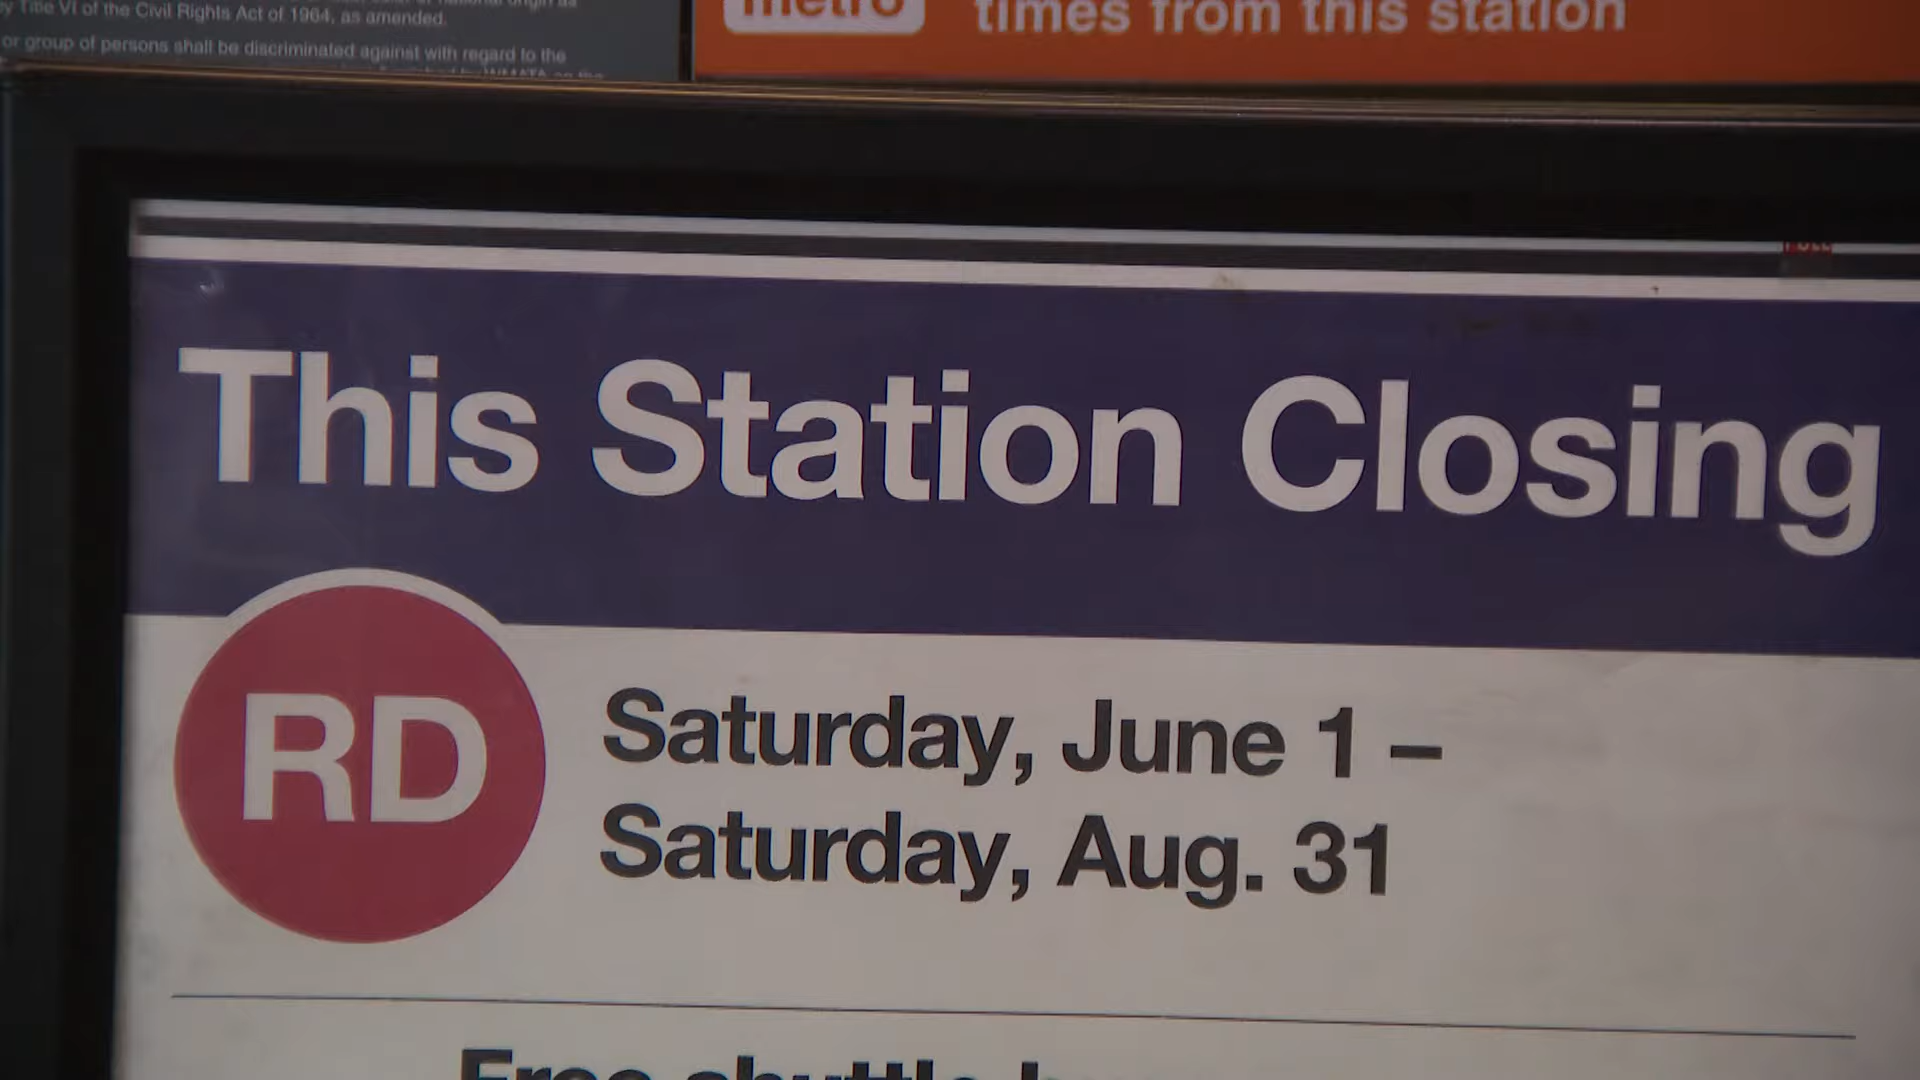 Title VI of the Civil Rights Act of 1964, as amended.
or group of persons shall be discriminated against with regard to the
metro
times from this station
This Station Closing
RD
Saturday, June 1 –
Saturday, Aug. 31
Free shuttle